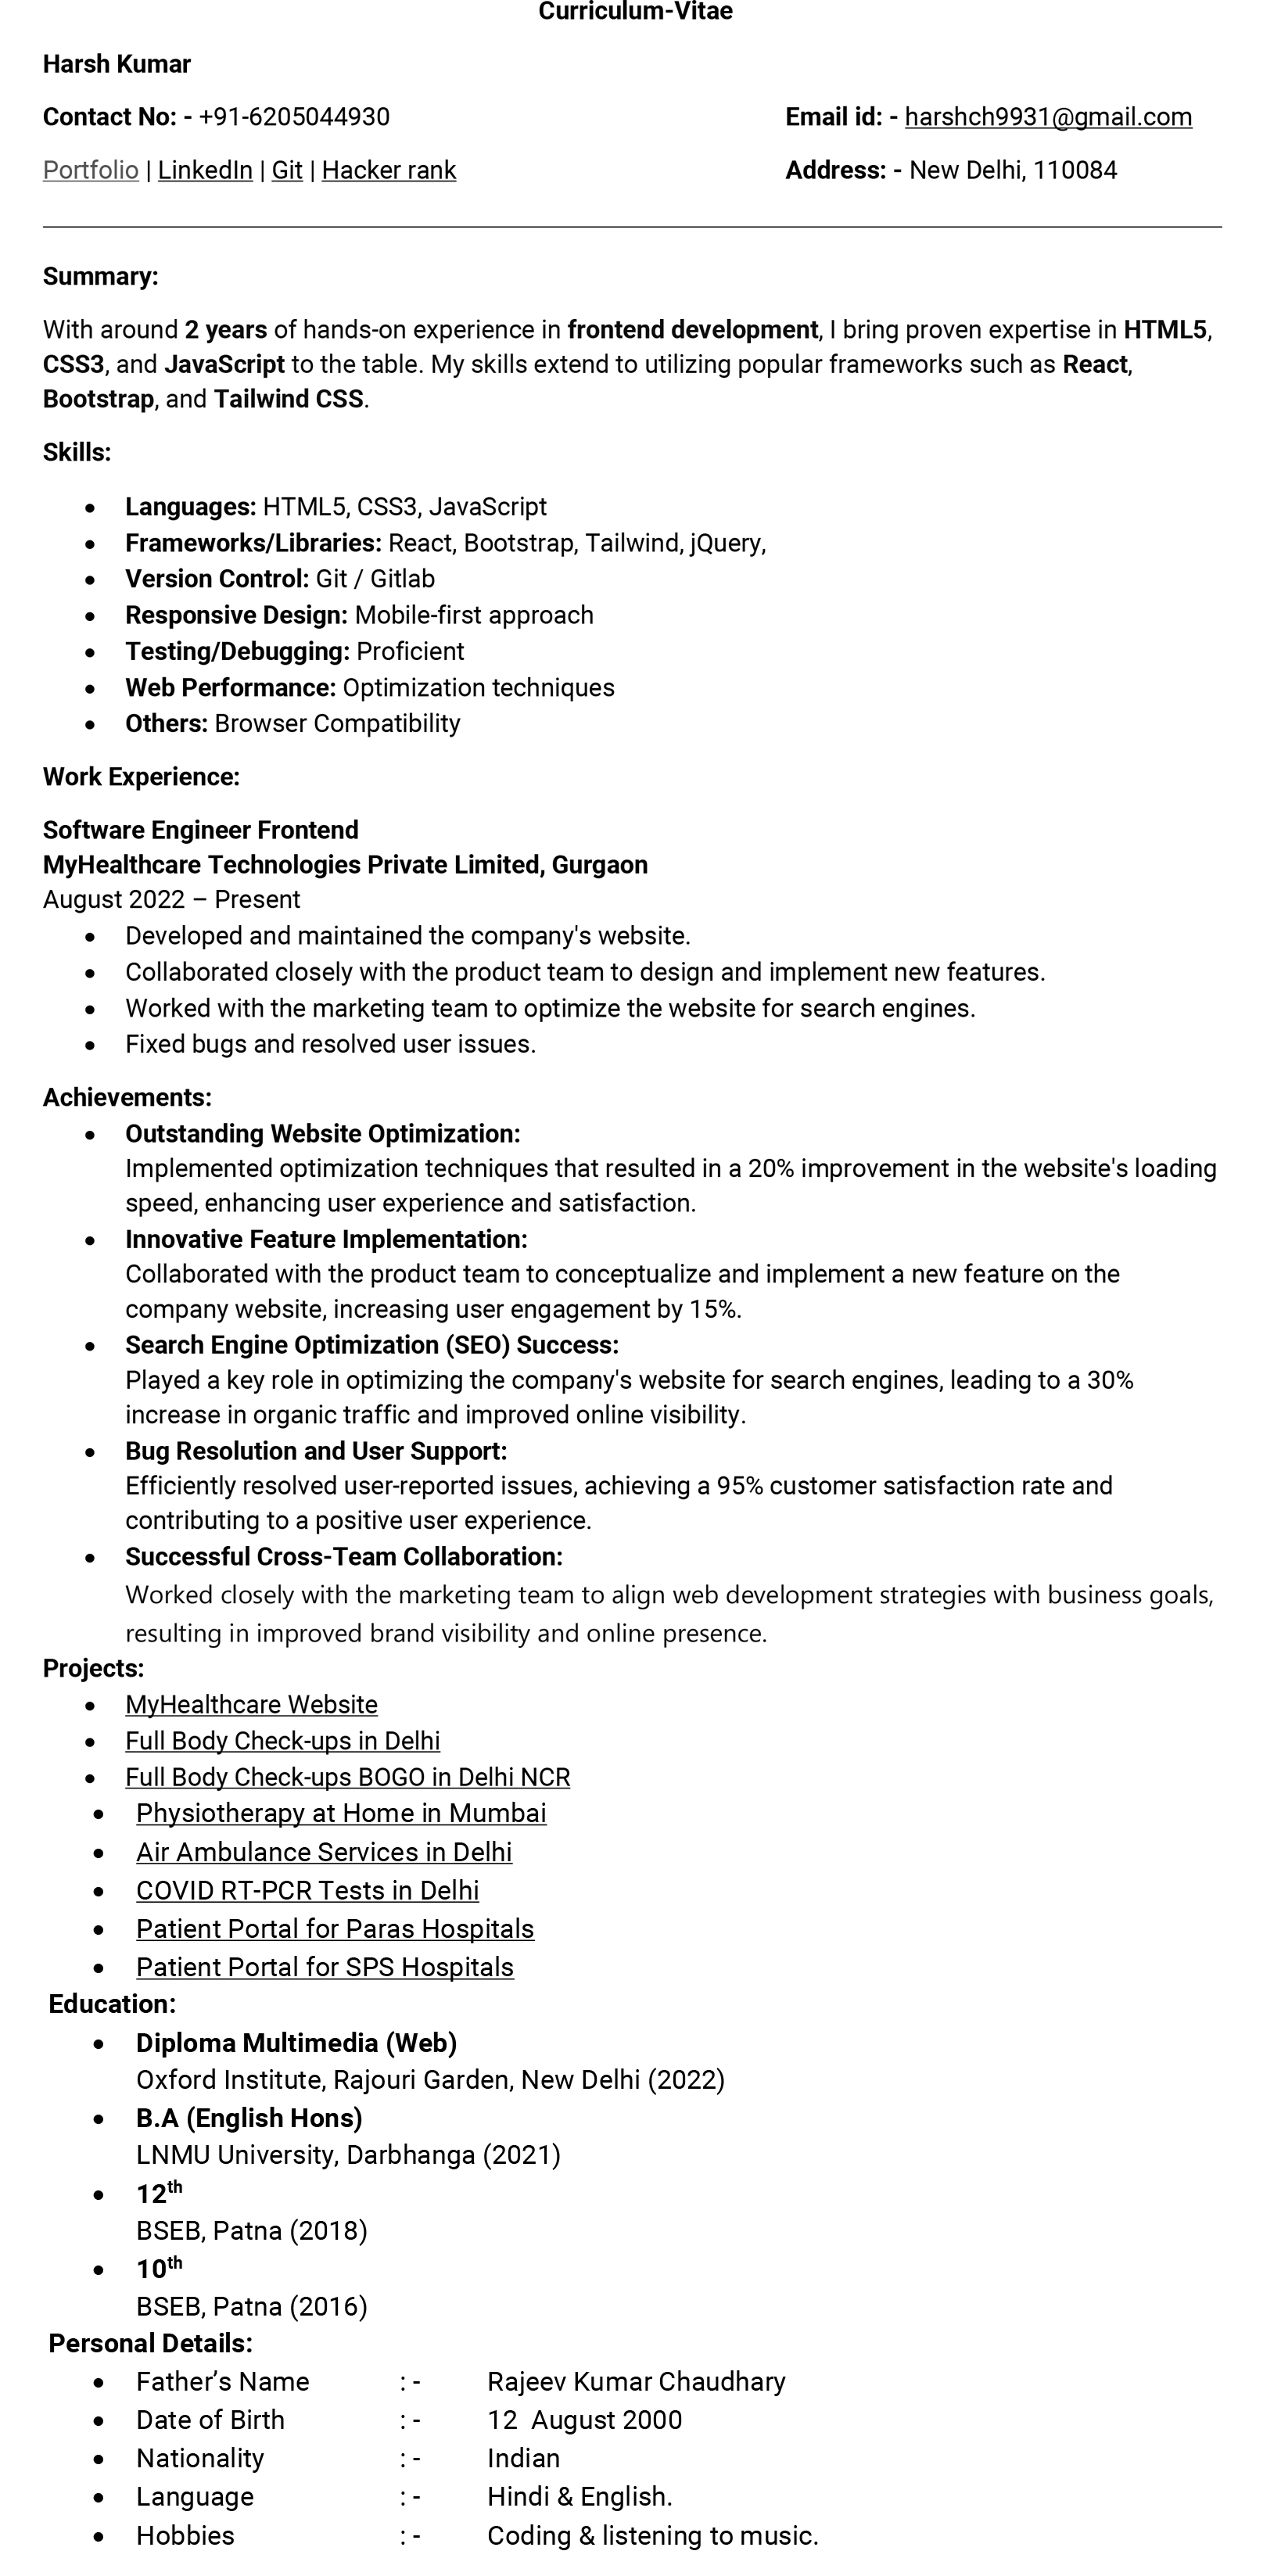 Curriculum-Vitae
Harsh Kumar
Contact No: - +91-6205044930 Email id: - harshch9931@gmail.com
Portfolio | LinkedIn | Git | Hacker rank Address: - New Delhi, 110084
Summary:
With around 2 years of hands-on experience in frontend development, I bring proven expertise in HTML5,
CSS3, and JavaScript to the table. My skills extend to utilizing popular frameworks such as React,
Bootstrap, and Tailwind CSS.
Skills:
• Languages: HTML5, CSS3, JavaScript
• Frameworks/Libraries: React, Bootstrap, Tailwind, jQuery,
• Version Control: Git / Gitlab
• Responsive Design: Mobile-first approach
• Testing/Debugging: Proficient
• Web Performance: Optimization techniques
• Others: Browser Compatibility
Work Experience:
Software Engineer Frontend
MyHealthcare Technologies Private Limited, Gurgaon
August 2022 – Present
• Developed and maintained the company's website.
• Collaborated closely with the product team to design and implement new features.
• Worked with the marketing team to optimize the website for search engines.
• Fixed bugs and resolved user issues.
Achievements:
• Outstanding Website Optimization:
Implemented optimization techniques that resulted in a 20% improvement in the website's loading
speed, enhancing user experience and satisfaction.
• Innovative Feature Implementation:
Collaborated with the product team to conceptualize and implement a new feature on the
company website, increasing user engagement by 15%.
• Search Engine Optimization (SEO) Success:
Played a key role in optimizing the company's website for search engines, leading to a 30%
increase in organic traffic and improved online visibility.
• Bug Resolution and User Support:
Efficiently resolved user-reported issues, achieving a 95% customer satisfaction rate and
contributing to a positive user experience.
• Successful Cross-Team Collaboration:
Worked closely with the marketing team to align web development strategies with business goals,
resulting in improved brand visibility and online presence.
Projects:
• MyHealthcare Website
• Full Body Check-ups in Delhi
• Full Body Check-ups BOGO in Delhi NCR
• Physiotherapy at Home in Mumbai
• Air Ambulance Services in Delhi
• COVID RT-PCR Tests in Delhi
• Patient Portal for Paras Hospitals
• Patient Portal for SPS Hospitals
Education:
• Diploma Multimedia (Web)
Oxford Institute, Rajouri Garden, New Delhi (2022)
• B.A (English Hons)
LNMU University, Darbhanga (2021)
• 12th
BSEB, Patna (2018)
• 10th
BSEB, Patna (2016)
Personal Details:
• Father’s Name : - Rajeev Kumar Chaudhary
• Date of Birth : - 12 August 2000
• Nationality : - Indian
• Language : - Hindi & English.
• Hobbies : - Coding & listening to music.